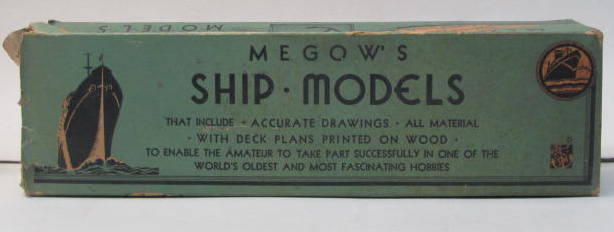 MODELS
MEGOW'S
SHIP · MODELS
THAT INCLUDE · ACCURATE DRAWINGS · ALL MATERIAL
· WITH DECK PLANS PRINTED ON WOOD ·
TO ENABLE THE AMATEUR TO TAKE PART SUCCESSFULLY IN ONE OF THE
WORLD'S OLDEST AND MOST FASCINATING HOBBIES